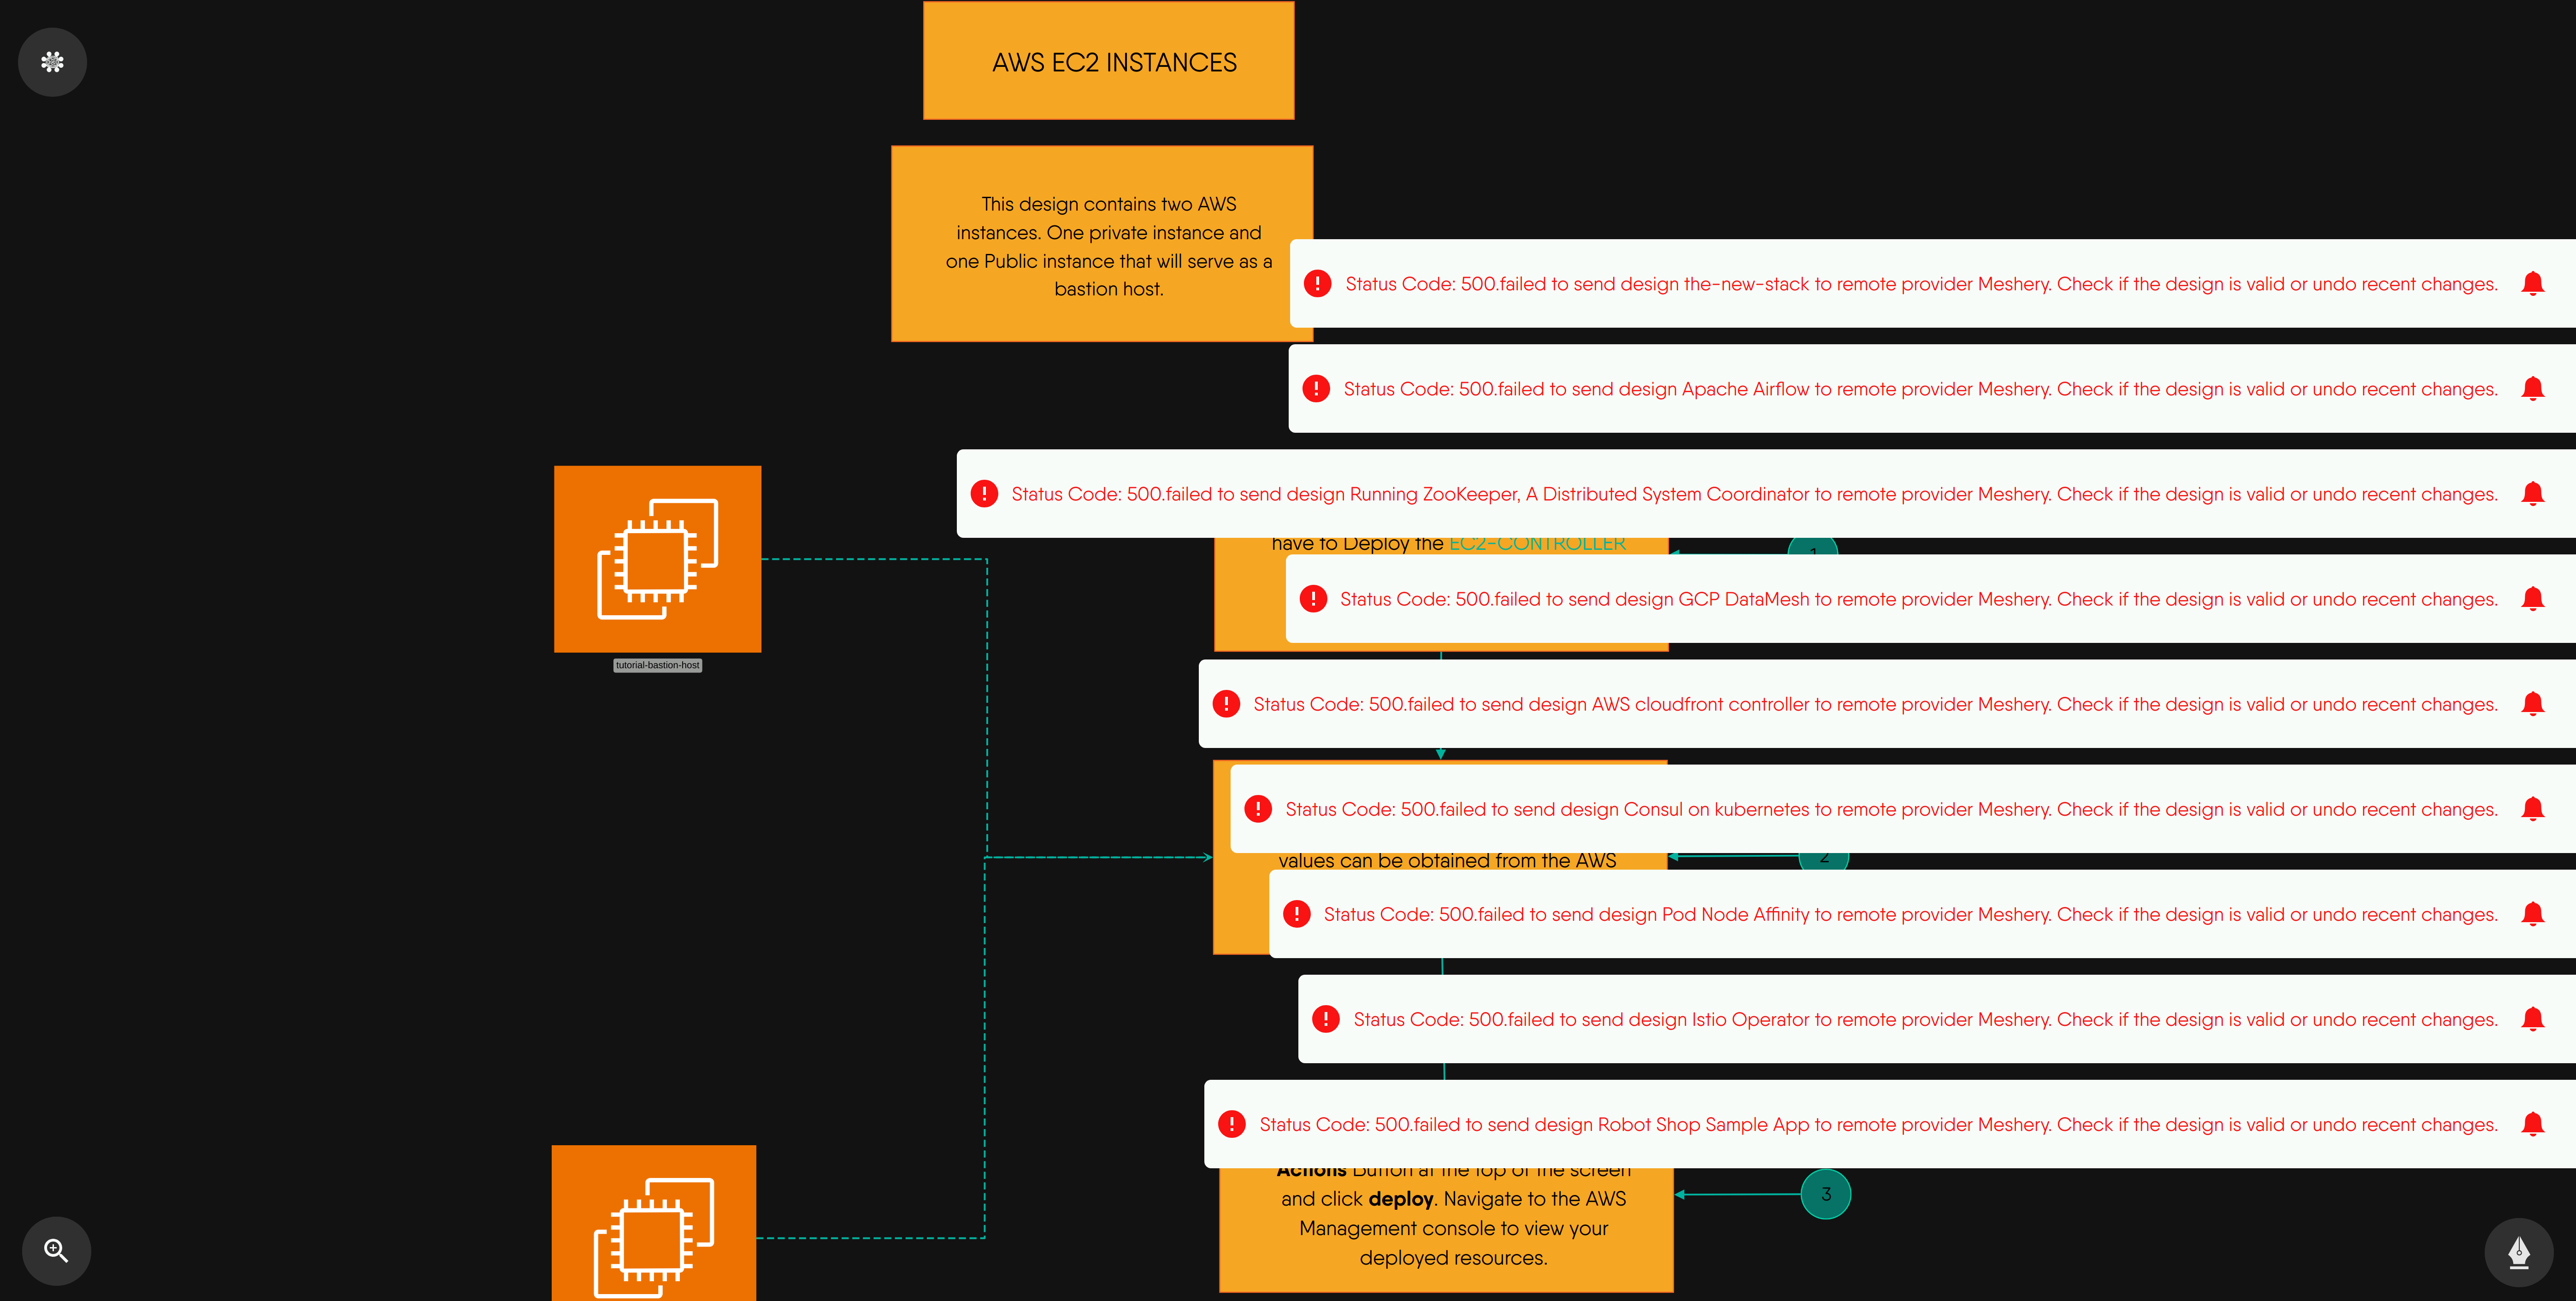 AWS EC2 INSTANCES
This design contains two AWS
instances. One private instance and
one Public instance that will serve as a
bastion host.
Status Code: 500.failed to send design the-new-stack to remote provider Meshery. Check if the design is valid or undo recent changes.
Status Code: 500.failed to send design Apache Airflow to remote provider Meshery. Check if the design is valid or undo recent changes.
Status Code: 500.failed to send design Running ZooKeeper, A Distributed System Coordinator to remote provider Meshery. Check if the design is valid or undo recent changes.
have to Deploy the EC2-CONTROLLER
1
Status Code: 500.failed to send design GCP DataMesh to remote provider Meshery. Check if the design is valid or undo recent changes.
tutorial-bastion-host
Status Code: 500.failed to send design AWS cloudfront controller to remote provider Meshery. Check if the design is valid or undo recent changes.
Status Code: 500.failed to send design Consul on kubernetes to remote provider Meshery. Check if the design is valid or undo recent changes.
values can be obtained from the AWS
2
Status Code: 500.failed to send design Pod Node Affinity to remote provider Meshery. Check if the design is valid or undo recent changes.
Status Code: 500.failed to send design Istio Operator to remote provider Meshery. Check if the design is valid or undo recent changes.
Status Code: 500.failed to send design Robot Shop Sample App to remote provider Meshery. Check if the design is valid or undo recent changes.
Actions Button at the top of the screen
and click deploy. Navigate to the AWS
Management console to view your
deployed resources.
3